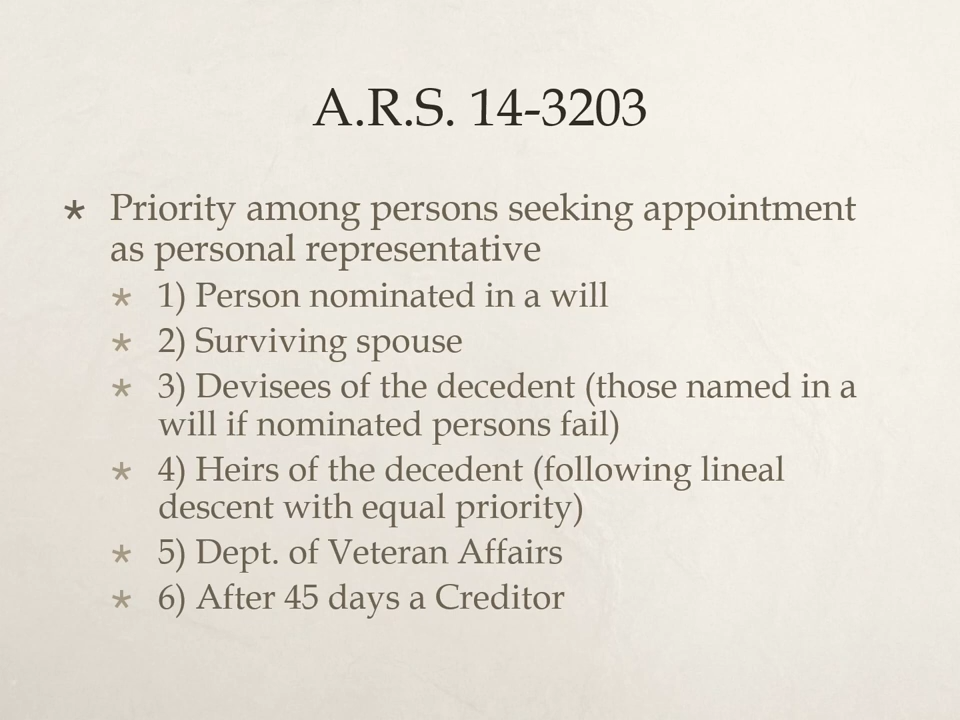 A.R.S. 14-3203
* Priority among persons seeking appointment
as personal representative
* 1) Person nominated in a will
* 2) Surviving spouse
* 3) Devisees of the decedent (those named in a
will if nominated persons fail)
* 4) Heirs of the decedent (following lineal
descent with equal priority)
* 5) Dept. of Veteran Affairs
* 6) After 45 days a Creditor